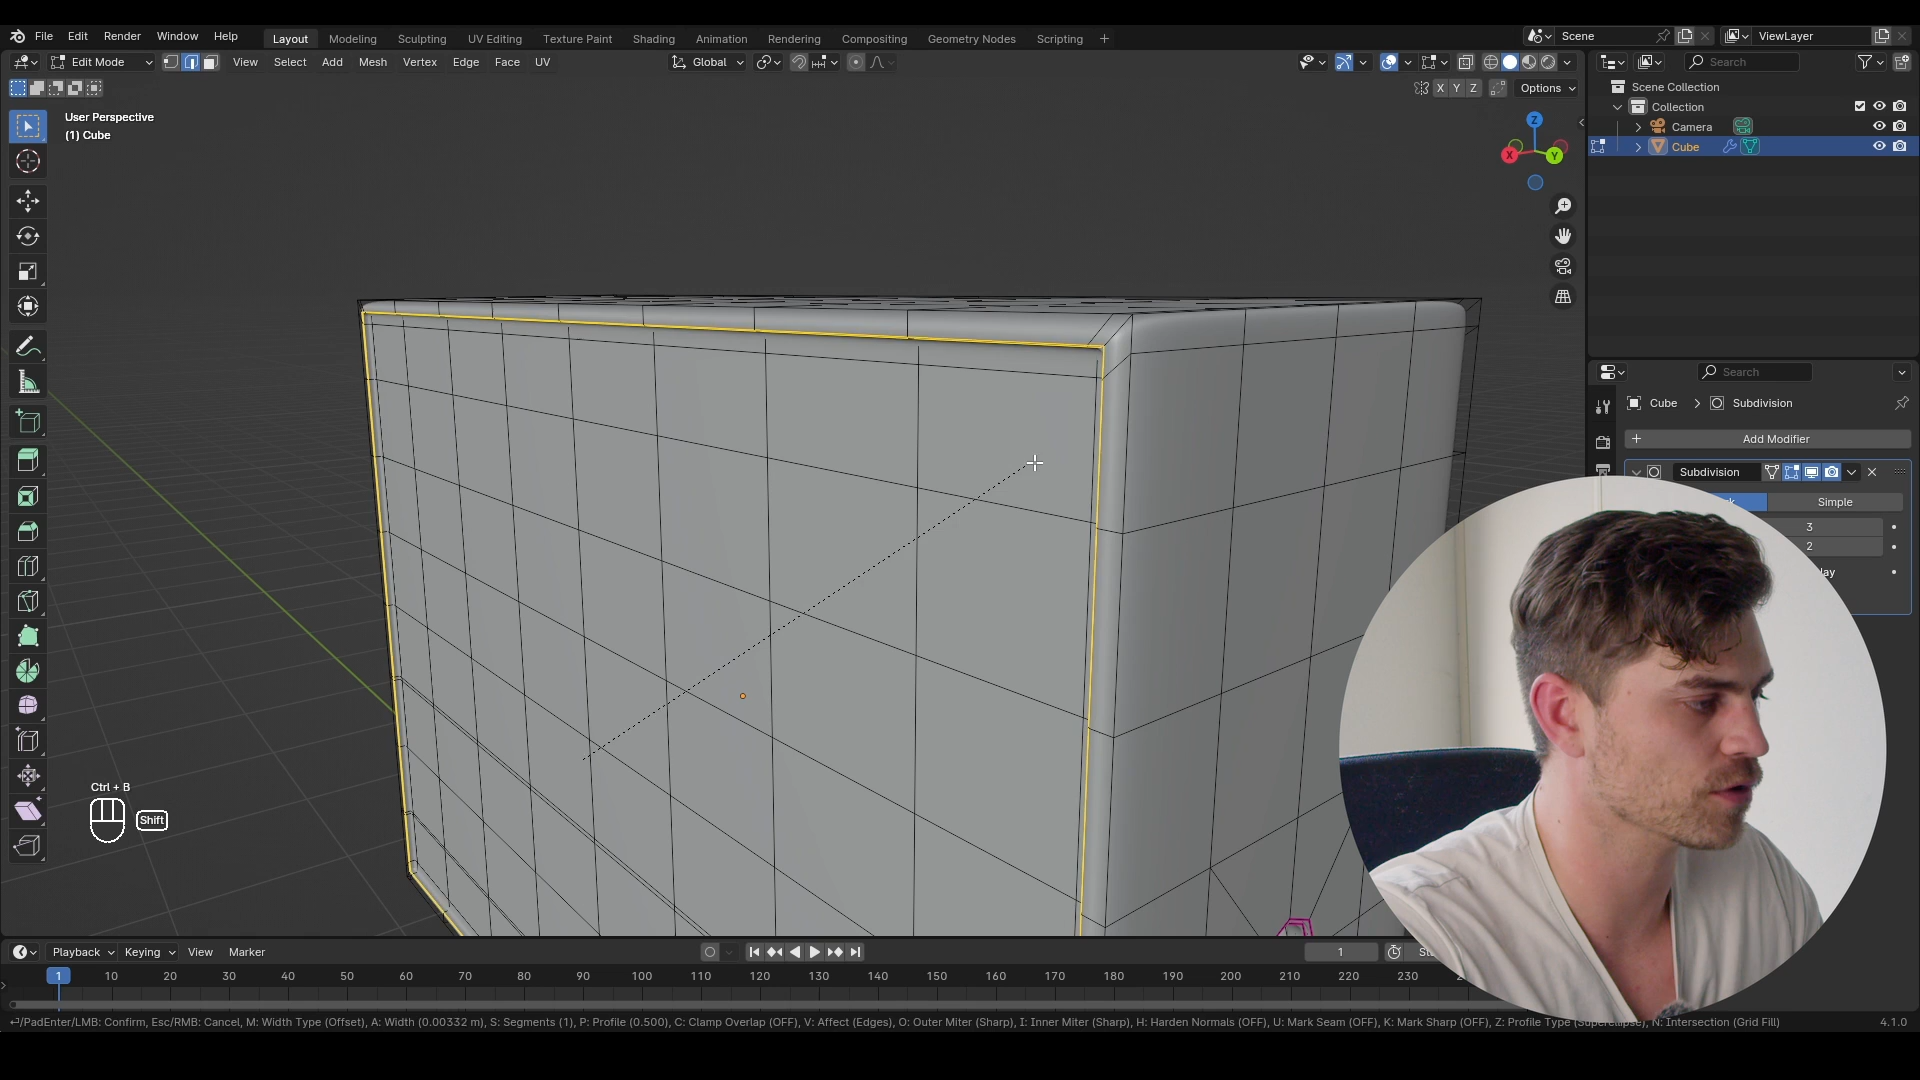 File Edit Render Window Help Layout Modeling Sculpting UV Editing Texture Paint Shading Animation Rendering Compositing Geometry Nodes Scripting + Scene ViewLayer
Edit Mode View Select Add Mesh Vertex Edge Face UV Global Search
X Y Z Options Scene Collection
User Perspective
(1) Cube
Collection
Camera
Cube
Z
X
Y
Search
Cube > Subdivision
+ Add Modifier
Subdivision
Simple
3
2
lay
Ctrl + B
Shift
Playback Keying View Marker 1
1 10 20 30 40 50 60 70 80 90 100 110 120 130 140 150 160 170 180 190 200 210 220 230
⏎/PadEnter/LMB: Confirm, Esc/RMB: Cancel, M: Width Type (Offset), A: Width (0.00332 m), S: Segments (1), P: Profile (0.500), C: Clamp Overlap (OFF), V: Affect (Edges), O: Outer Miter (Sharp), I: Inner Miter (Sharp), H: Harden Normals (OFF), U: Mark Seam (OFF), K: Mark Sharp (OFF), Z: Profile Type (Superellipse), N: Intersection (Grid Fill) 4.1.0